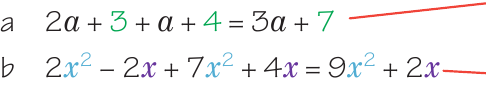 a 2a + 3 + a + 4 = 3a + 7
b 2x² − 2x + 7x² + 4x = 9x² + 2x